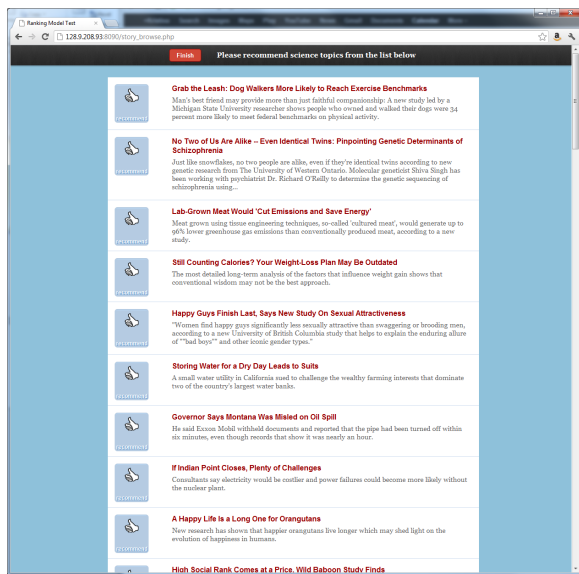 Ranking Model Test
128.9.208.93:8090/story_browse.php
Finish
Please recommend science topics from the list below
Grab the Leash: Dog Walkers More Likely to Reach Exercise Benchmarks
Man's best friend may provide more than just faithful companionship: A new study led by a
Michigan State University researcher shows people who owned and walked their dogs were 34
percent more likely to meet federal benchmarks on physical activity.
recommend
No Two of Us Are Alike -- Even Identical Twins: Pinpointing Genetic Determinants of
Schizophrenia
Just like snowflakes, no two people are alike, even if they're identical twins according to new
genetic research from The University of Western Ontario. Molecular geneticist Shiva Singh has
been working with psychiatrist Dr. Richard O'Reilly to determine the genetic sequencing of
schizophrenia using...
recommend
Lab-Grown Meat Would 'Cut Emissions and Save Energy'
Meat grown using tissue engineering techniques, so-called 'cultured meat', would generate up to
96% lower greenhouse gas emissions than conventionally produced meat, according to a new
study.
recommend
Still Counting Calories? Your Weight-Loss Plan May Be Outdated
The most detailed long-term analysis of the factors that influence weight gain shows that
conventional wisdom may not be the best approach.
recommend
Happy Guys Finish Last, Says New Study On Sexual Attractiveness
"Women find happy guys significantly less sexually attractive than swaggering or brooding men,
according to a new University of British Columbia study that helps to explain the enduring allure
of ""bad boys"" and other iconic gender types."
recommend
Storing Water for a Dry Day Leads to Suits
A small water utility in California sued to challenge the wealthy farming interests that dominate
two of the country's largest water banks.
recommend
Governor Says Montana Was Misled on Oil Spill
He said Exxon Mobil withheld documents and reported that the pipe had been turned off within
six minutes, even though records that show it was nearly an hour.
recommend
If Indian Point Closes, Plenty of Challenges
Consultants say electricity would be costlier and power failures could become more likely without
the nuclear plant.
recommend
A Happy Life Is a Long One for Orangutans
New research has shown that happier orangutans live longer which may shed light on the
evolution of happiness in humans.
recommend
High Social Rank Comes at a Price, Wild Baboon Study Finds